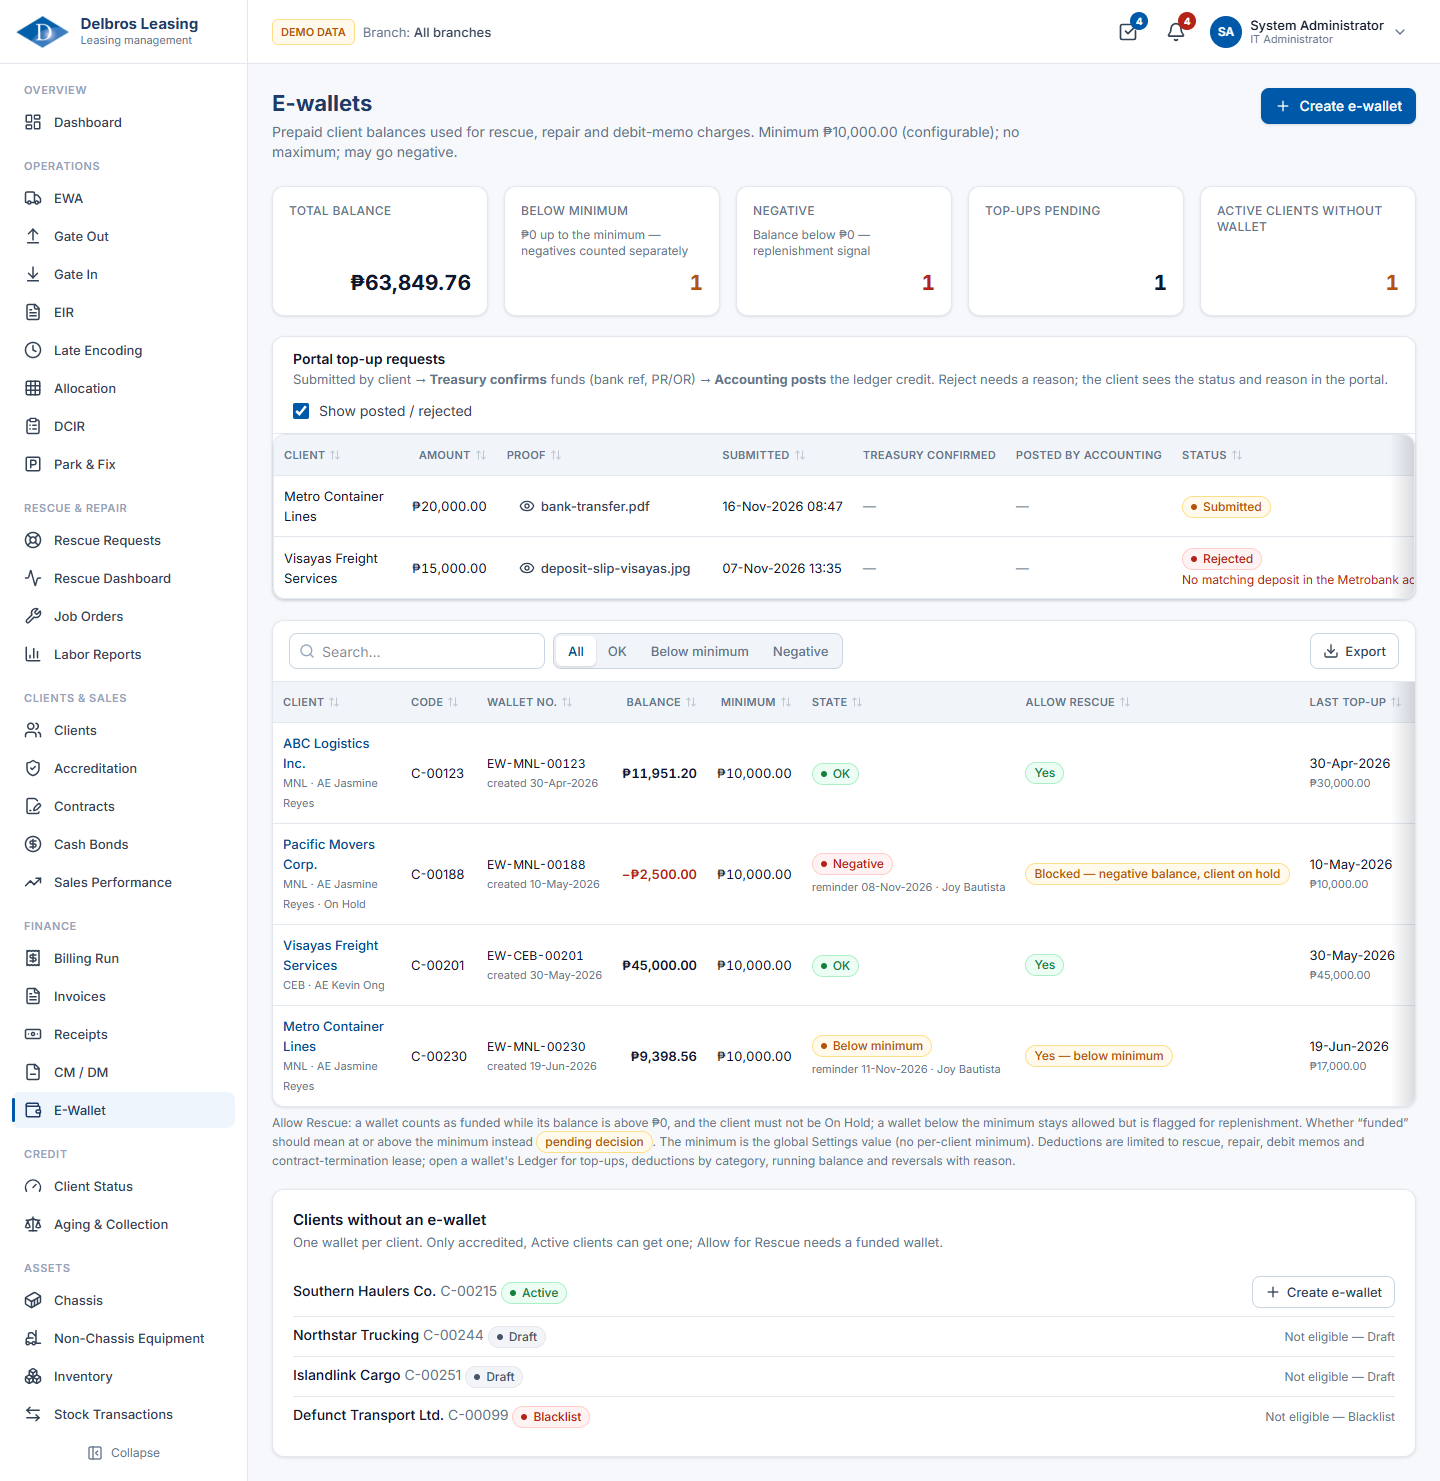 Delbros Leasing
Leasing management
DEMO DATA
Branch: All branches
4
4
SA
System Administrator
IT Administrator
OVERVIEW
Dashboard
OPERATIONS
EWA
Gate Out
Gate In
EIR
Late Encoding
Allocation
DCIR
Park & Fix
RESCUE & REPAIR
Rescue Requests
Rescue Dashboard
Job Orders
Labor Reports
CLIENTS & SALES
Clients
Accreditation
Contracts
Cash Bonds
Sales Performance
FINANCE
Billing Run
Invoices
Receipts
CM / DM
E-Wallet
CREDIT
Client Status
Aging & Collection
ASSETS
Chassis
Non-Chassis Equipment
Inventory
Stock Transactions
Collapse
E-wallets
Prepaid client balances used for rescue, repair and debit-memo charges. Minimum ₱10,000.00 (configurable); no
maximum; may go negative.
Create e-wallet
TOTAL BALANCE
₱63,849.76
BELOW MINIMUM
₱0 up to the minimum —
negatives counted separately
1
NEGATIVE
Balance below ₱0 —
replenishment signal
1
TOP-UPS PENDING
1
ACTIVE CLIENTS WITHOUT
WALLET
1
Portal top-up requests
Submitted by client → Treasury confirms funds (bank ref, PR/OR) → Accounting posts the ledger credit. Reject needs a reason; the client sees the status and reason in the portal.
Show posted / rejected
CLIENT AMOUNT PROOF SUBMITTED TREASURY CONFIRMED POSTED BY ACCOUNTING STATUS
Metro Container
Lines
₱20,000.00 bank-transfer.pdf 16-Nov-2026 08:47 — — Submitted
Visayas Freight
Services
₱15,000.00 deposit-slip-visayas.jpg 07-Nov-2026 13:35 — — Rejected
No matching deposit in the Metrobank ac
Search...
All OK Below minimum Negative
Export
CLIENT CODE WALLET NO. BALANCE MINIMUM STATE ALLOW RESCUE LAST TOP-UP
ABC Logistics
Inc.
MNL · AE Jasmine
Reyes
C-00123
EW-MNL-00123
created 30-Apr-2026
₱11,951.20 ₱10,000.00 OK Yes
30-Apr-2026
₱30,000.00
Pacific Movers
Corp.
MNL · AE Jasmine
Reyes · On Hold
C-00188
EW-MNL-00188
created 10-May-2026
−₱2,500.00 ₱10,000.00
Negative
reminder 08-Nov-2026 · Joy Bautista
Blocked — negative balance, client on hold
10-May-2026
₱10,000.00
Visayas Freight
Services
CEB · AE Kevin Ong
C-00201
EW-CEB-00201
created 30-May-2026
₱45,000.00 ₱10,000.00 OK Yes
30-May-2026
₱45,000.00
Metro Container
Lines
MNL · AE Jasmine
Reyes
C-00230
EW-MNL-00230
created 19-Jun-2026
₱9,398.56 ₱10,000.00
Below minimum
reminder 11-Nov-2026 · Joy Bautista
Yes — below minimum
19-Jun-2026
₱17,000.00
Allow Rescue: a wallet counts as funded while its balance is above ₱0, and the client must not be On Hold; a wallet below the minimum stays allowed but is flagged for replenishment. Whether “funded”
should mean at or above the minimum instead pending decision . The minimum is the global Settings value (no per-client minimum). Deductions are limited to rescue, repair, debit memos and
contract-termination lease; open a wallet's Ledger for top-ups, deductions by category, running balance and reversals with reason.
Clients without an e-wallet
One wallet per client. Only accredited, Active clients can get one; Allow for Rescue needs a funded wallet.
Southern Haulers Co. C-00215 Active Create e-wallet
Northstar Trucking C-00244 Draft Not eligible — Draft
Islandlink Cargo C-00251 Draft Not eligible — Draft
Defunct Transport Ltd. C-00099 Blacklist Not eligible — Blacklist